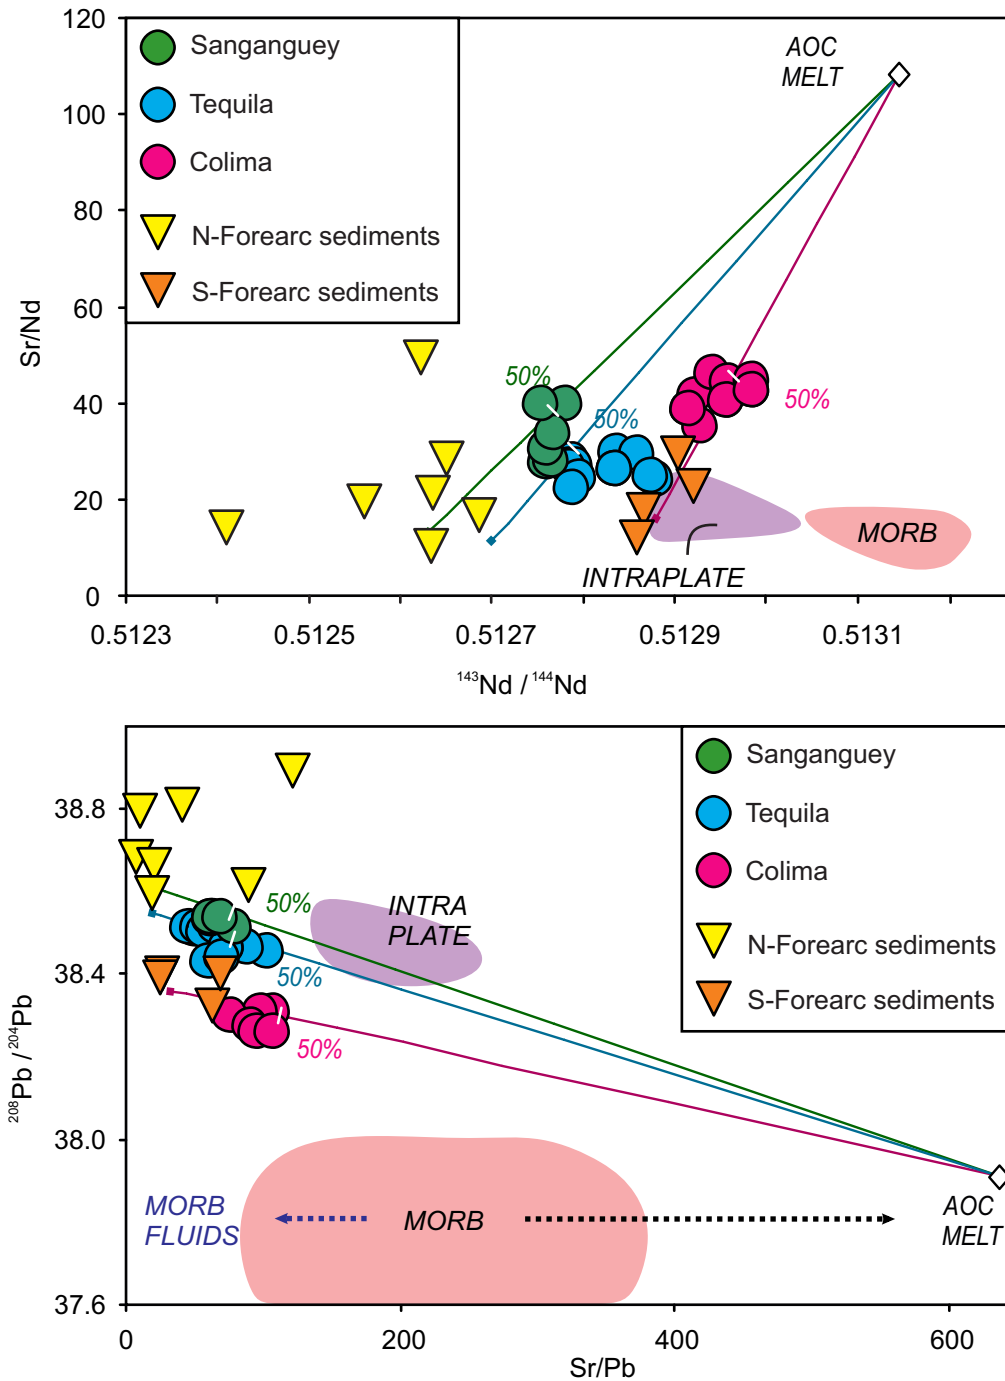 120
100
80
60
40
20
0
Sr/Nd
Sanganguey
Tequila
Colima
N-Forearc sediments
S-Forearc sediments
AOC
MELT
50%
50%
50%
INTRAPLATE
MORB
0.5123
0.5125
0.5127
0.5129
0.5131
¹⁴³Nd / ¹⁴⁴Nd
38.8
38.4
38.0
37.6
²⁰⁸Pb / ²⁰⁴Pb
Sanganguey
Tequila
Colima
N-Forearc sediments
S-Forearc sediments
50%
INTRA
PLATE
50%
50%
MORB
FLUIDS
MORB
AOC
MELT
0
200
400
600
Sr/Pb